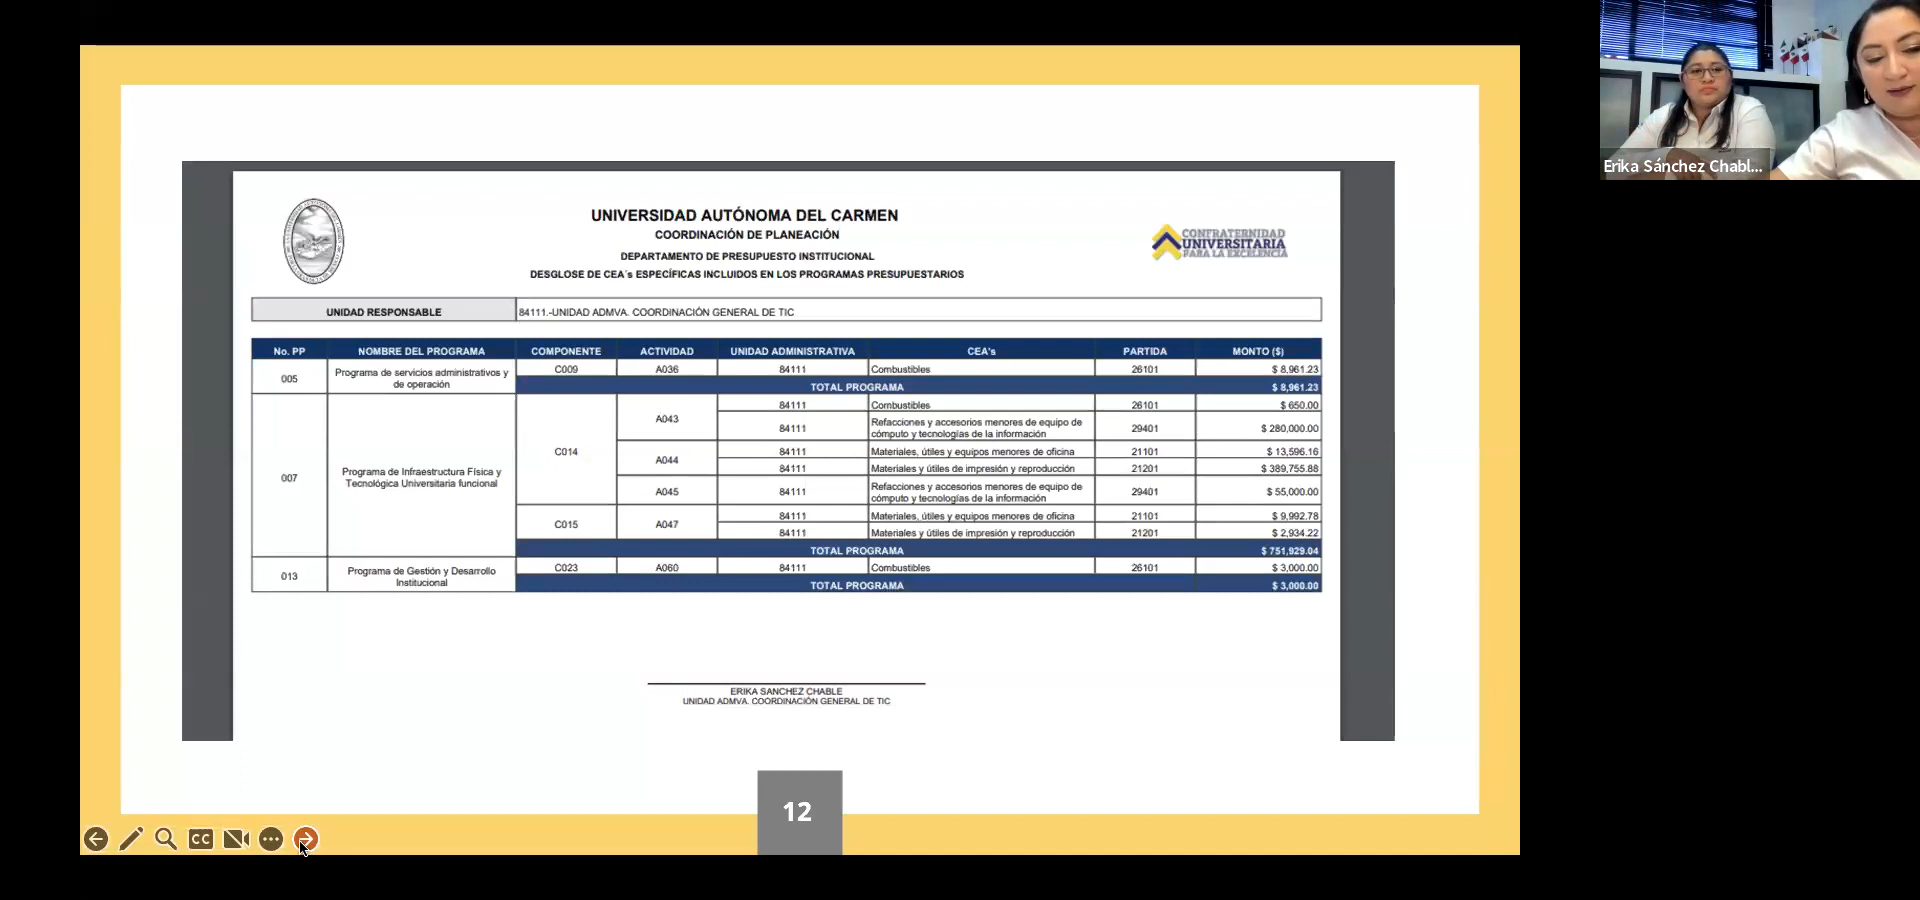 Erika Sánchez Chabl...
UNIVERSIDAD AUTÓNOMA DEL CARMEN
COORDINACIÓN DE PLANEACIÓN
DEPARTAMENTO DE PRESUPUESTO INSTITUCIONAL
DESGLOSE DE CEA´s ESPECÍFICAS INCLUIDOS EN LOS PROGRAMAS PRESUPUESTARIOS
CONFRATERNIDAD
UNIVERSITARIA
PARA LA EXCELENCIA
UNIDAD RESPONSABLE 84111.-UNIDAD ADMVA. COORDINACIÓN GENERAL DE TIC
No. PP NOMBRE DEL PROGRAMA COMPONENTE ACTIVIDAD UNIDAD ADMINISTRATIVA CEA's PARTIDA MONTO ($)
005 Programa de servicios administrativos y
de operación
C009 A036 84111 Combustibles 26101 $ 8,961.23
TOTAL PROGRAMA $ 8,961.23
007 Programa de Infraestructura Física y
Tecnológica Universitaria funcional
C014 A043 84111 Combustibles 26101 $ 650.00
84111 Refacciones y accesorios menores de equipo de
cómputo y tecnologías de la información 29401 $ 280,000.00
A044 84111 Materiales, útiles y equipos menores de oficina 21101 $ 13,596.16
84111 Materiales y útiles de impresión y reproducción 21201 $ 389,755.88
A045 84111 Refacciones y accesorios menores de equipo de
cómputo y tecnologías de la información 29401 $ 55,000.00
C015 A047 84111 Materiales, útiles y equipos menores de oficina 21101 $ 9,992.78
84111 Materiales y útiles de impresión y reproducción 21201 $ 2,934.22
TOTAL PROGRAMA $ 751,929.04
013 Programa de Gestión y Desarrollo
Institucional
C023 A060 84111 Combustibles 26101 $ 3,000.00
TOTAL PROGRAMA $ 3,000.00
ERIKA SANCHEZ CHABLE
UNIDAD ADMVA. COORDINACIÓN GENERAL DE TIC
12
CC